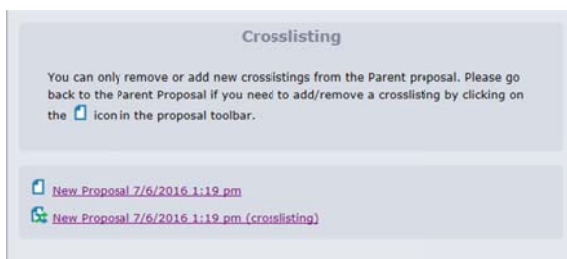 Crosslisting
You can only remove or add new crosslistings from the Parent proposal. Please go
back to the Parent Proposal if you need to add/remove a crosslisting by clicking on
the icon in the proposal toolbar.
New Proposal 7/6/2016 1:19 pm
New Proposal 7/6/2016 1:19 pm (crosslisting)